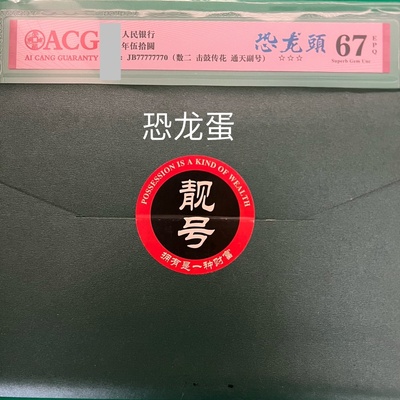 ACG
AI CANG GUARANTY
人民银行
年伍拾圆
: JB77777770（数二 击鼓传花 通天副号）
恐龙頭
☆☆☆
67
EPQ
Superb Gem Unc
恐龙蛋
POSSESSION IS A KIND OF WEALTH
靓号
拥有是一种财富